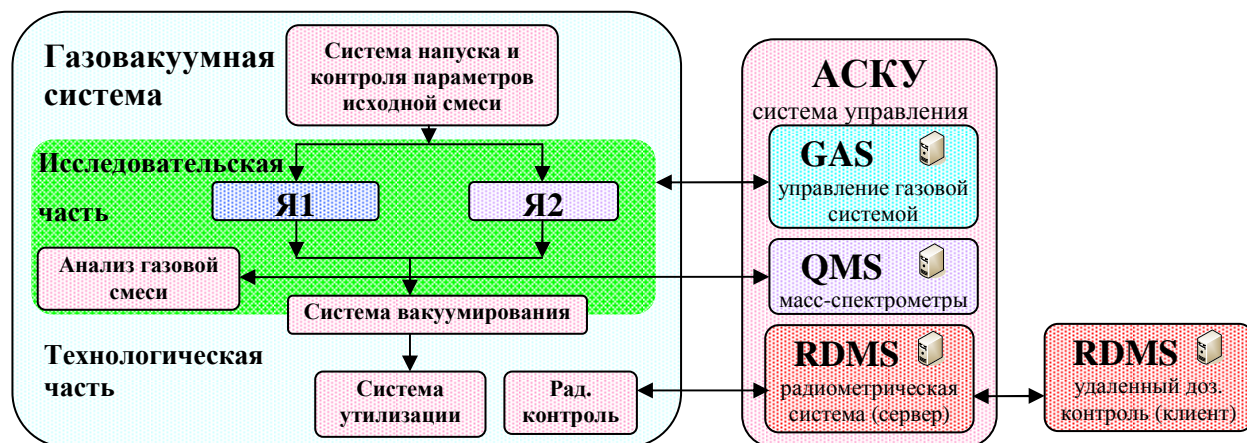 Газовакуумная
система
Система напуска и
контроля параметров
исходной смеси
Исследовательская
часть
Я1
Я2
Анализ газовой
смеси
Система вакуумирования
Технологическая
часть
Система
утилизации
Рад.
контроль
АСКУ
система управления
GAS
управление газовой
системой
QMS
масс-спектрометры
RDMS
радиометрическая
система (сервер)
RDMS
удаленный доз.
контроль (клиент)